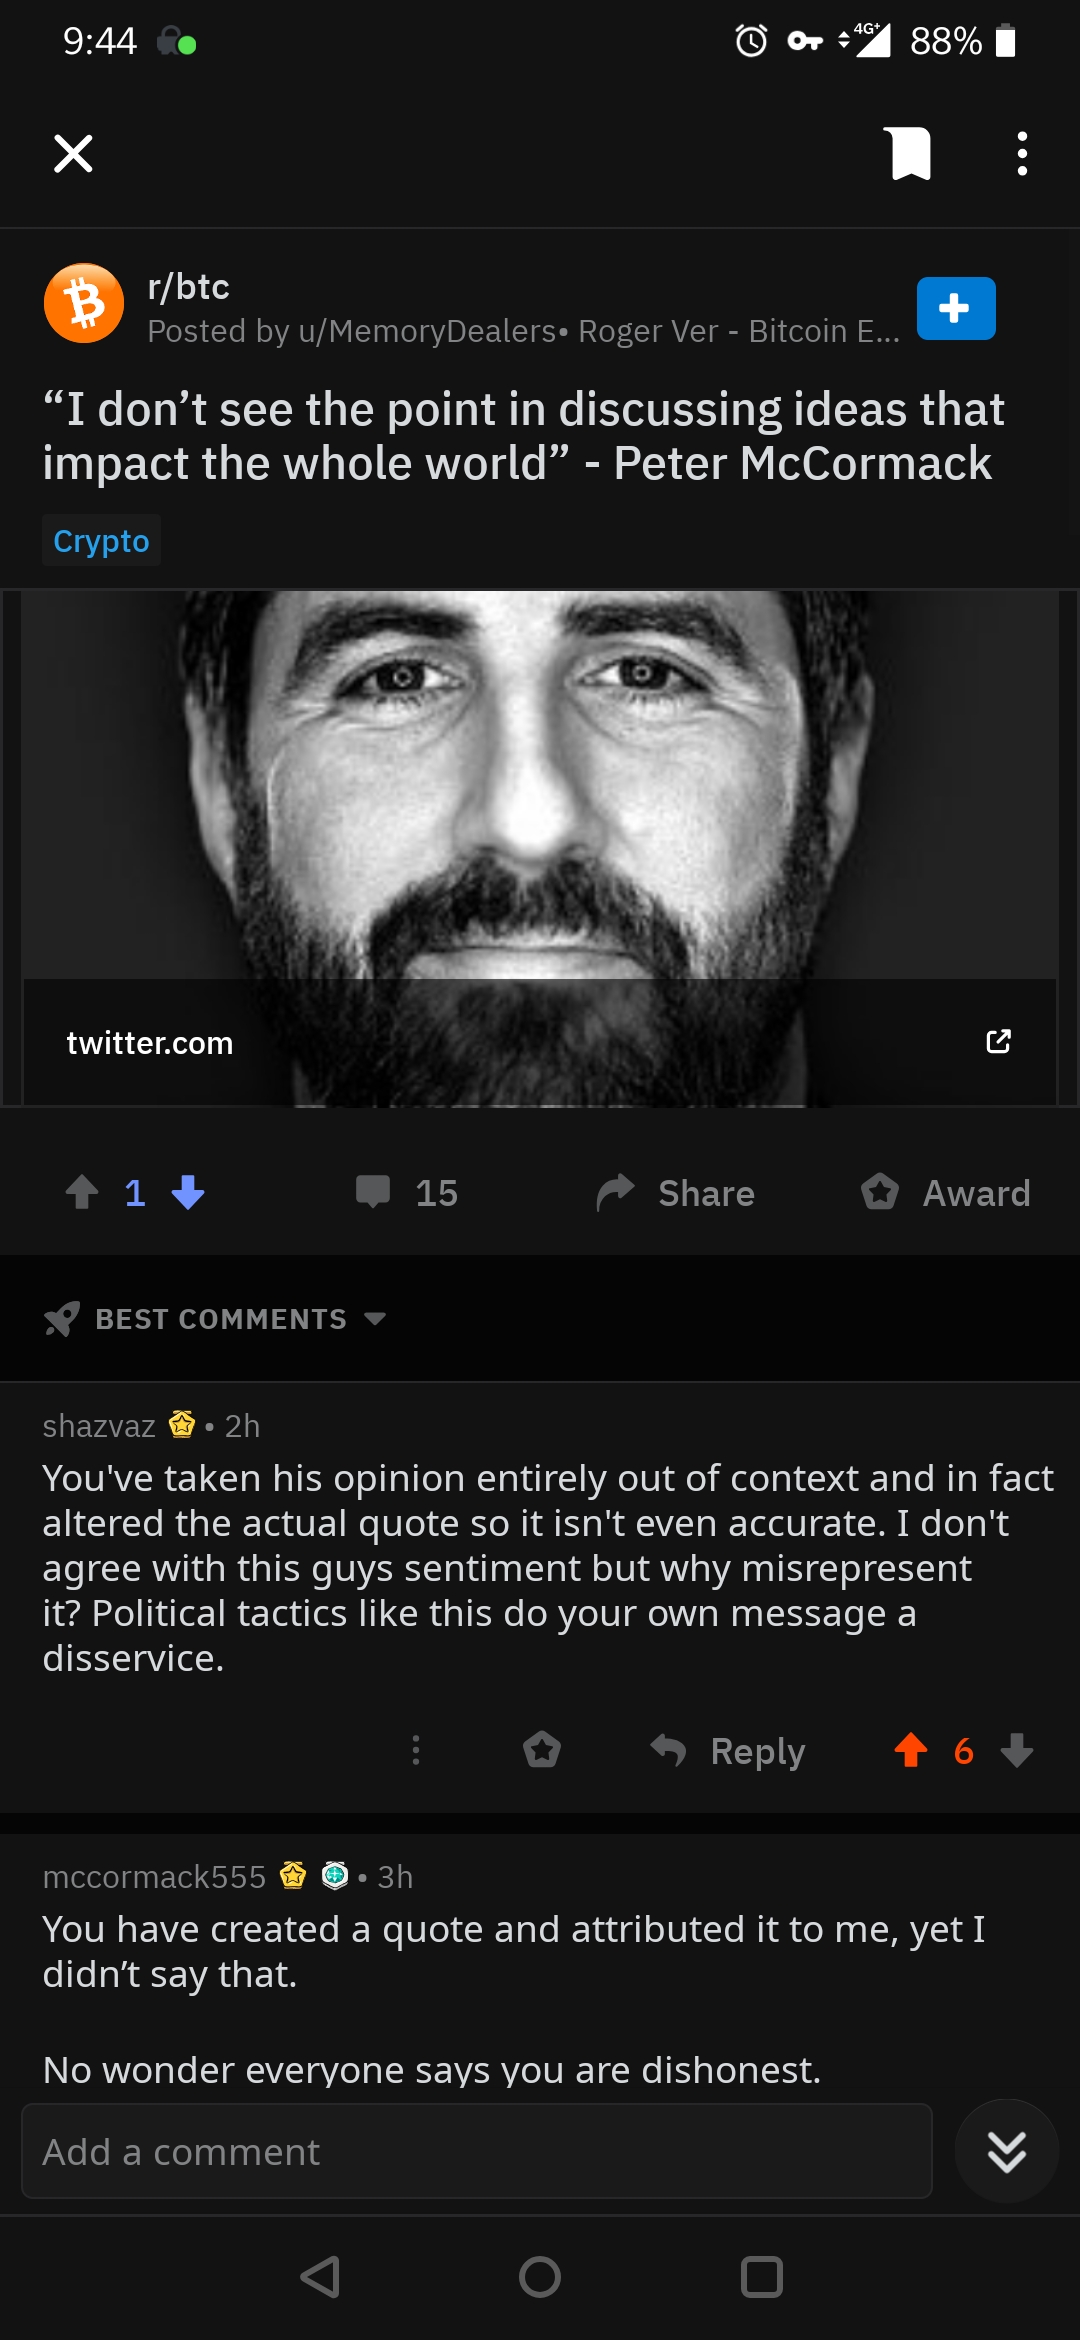 9:44
4G+
88%
r/btc
Posted by u/MemoryDealers• Roger Ver - Bitcoin E...
“I don’t see the point in discussing ideas that
impact the whole world” - Peter McCormack
Crypto
twitter.com
1
15
Share
Award
BEST COMMENTS
shazvaz • 2h
You've taken his opinion entirely out of context and in fact
altered the actual quote so it isn't even accurate. I don't
agree with this guys sentiment but why misrepresent
it? Political tactics like this do your own message a
disservice.
Reply
6
mccormack555 • 3h
You have created a quote and attributed it to me, yet I
didn’t say that.
No wonder everyone says you are dishonest.
Add a comment